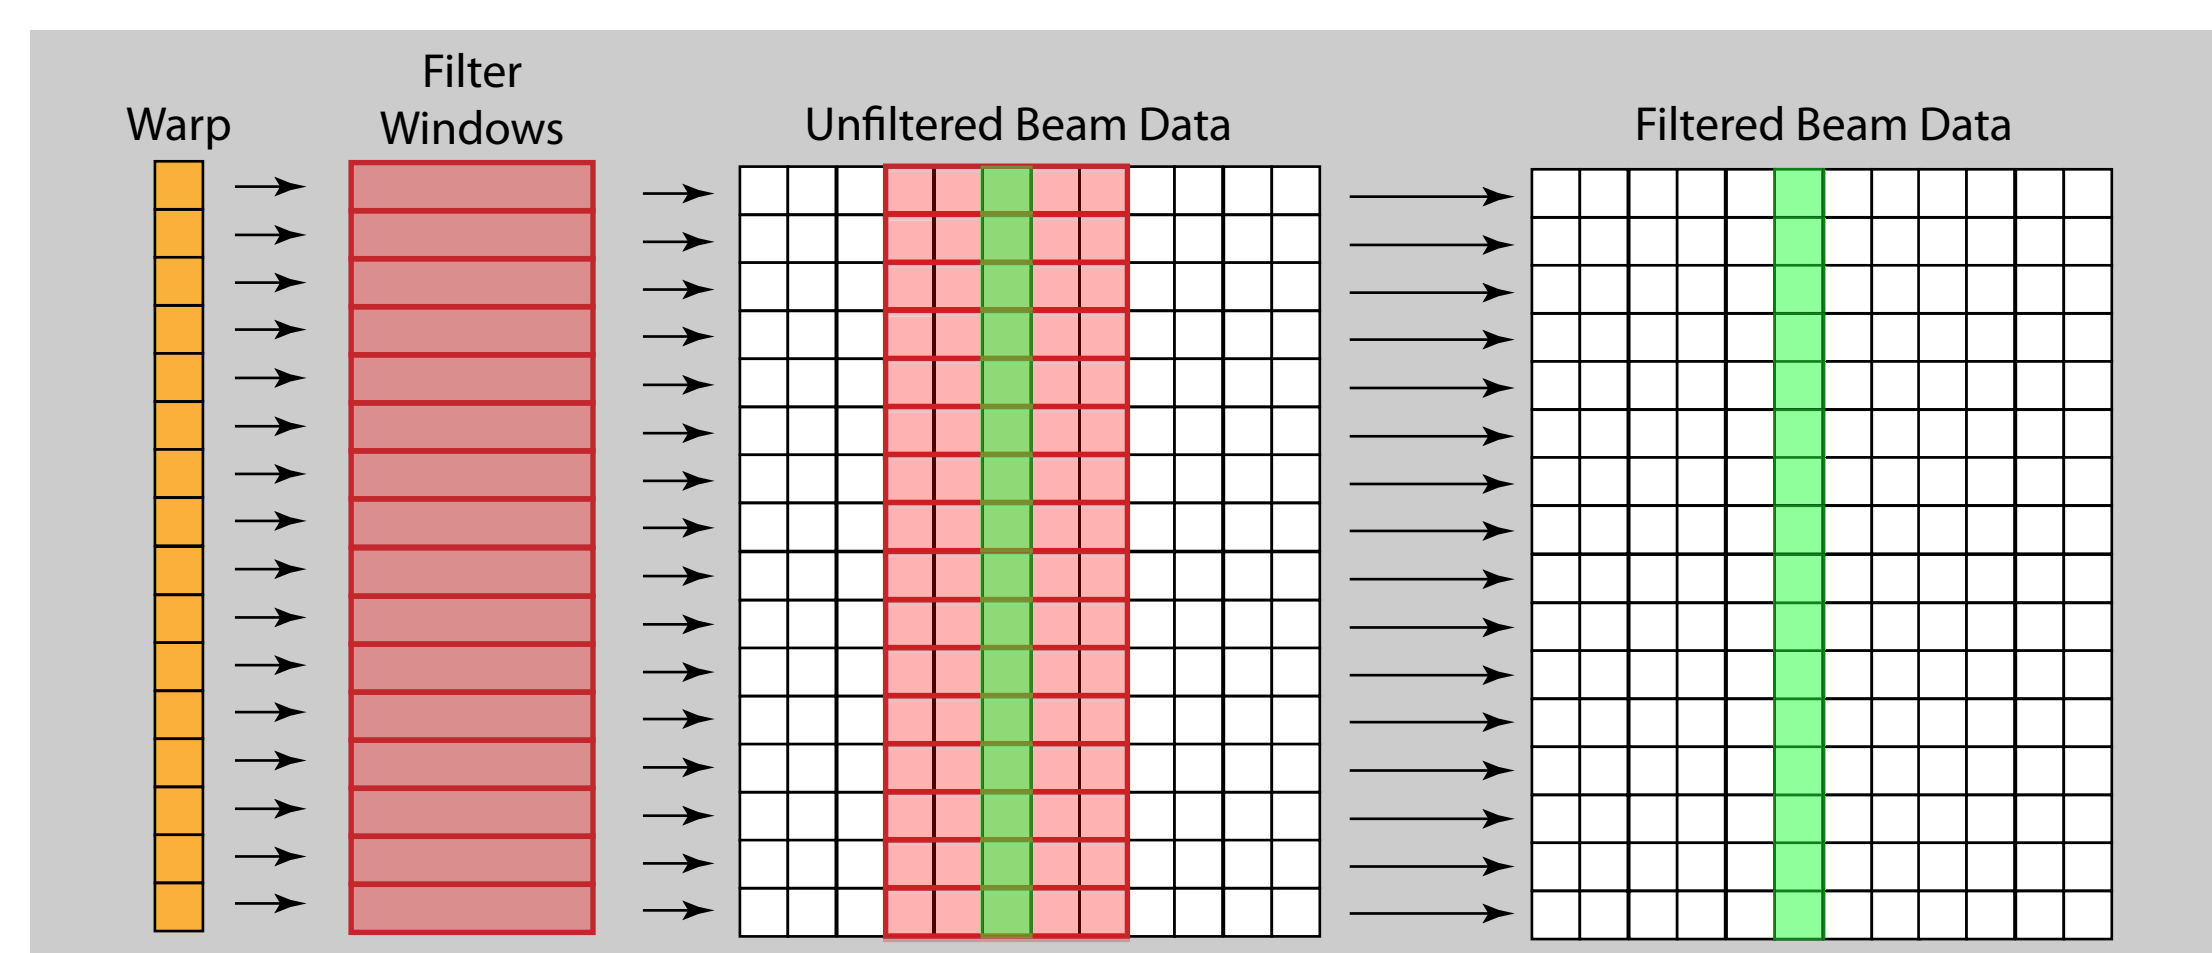 Filter
Windows
Warp
Unfiltered Beam Data
Filtered Beam Data